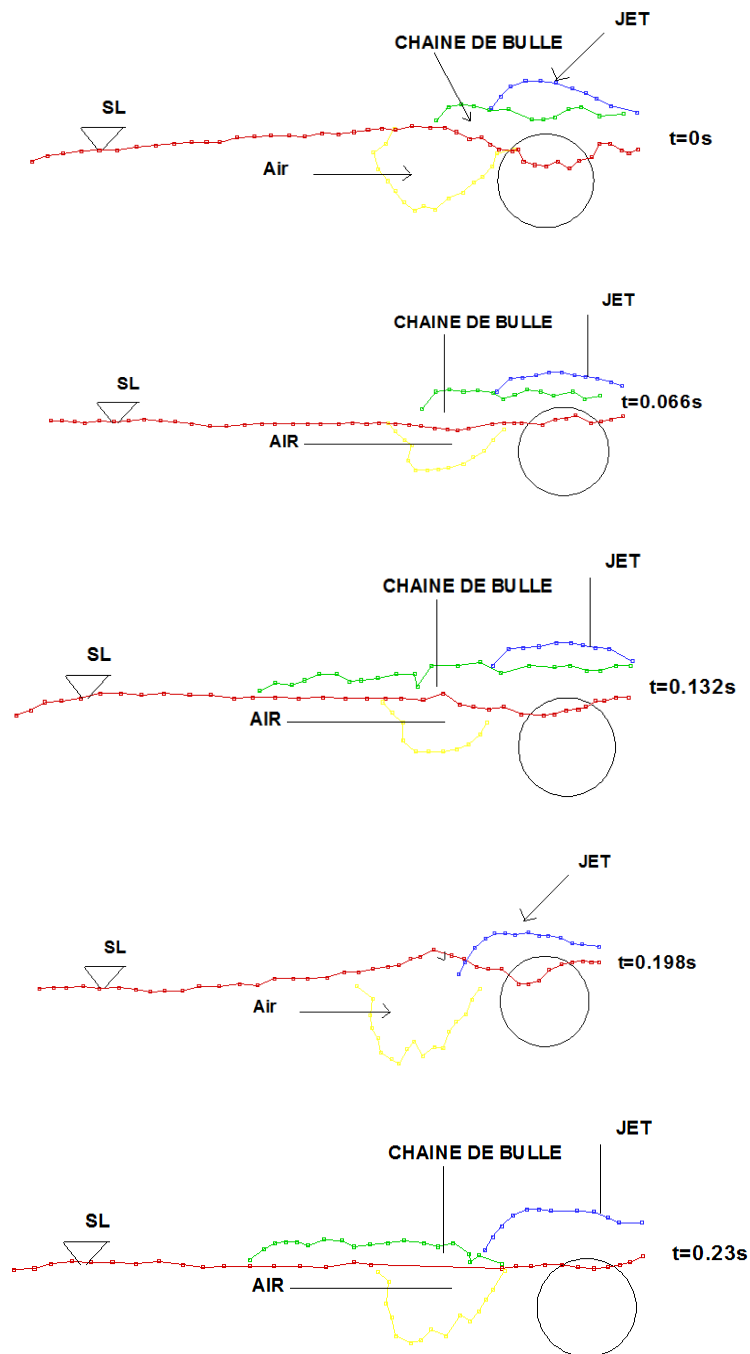 JET
CHAINE DE BULLE
SL
t=0s
Air
JET
CHAINE DE BULLE
SL
t=0.066s
AIR
JET
CHAINE DE BULLE
SL
t=0.132s
AIR
JET
SL
t=0.198s
Air
JET
CHAINE DE BULLE
SL
t=0.23s
AIR